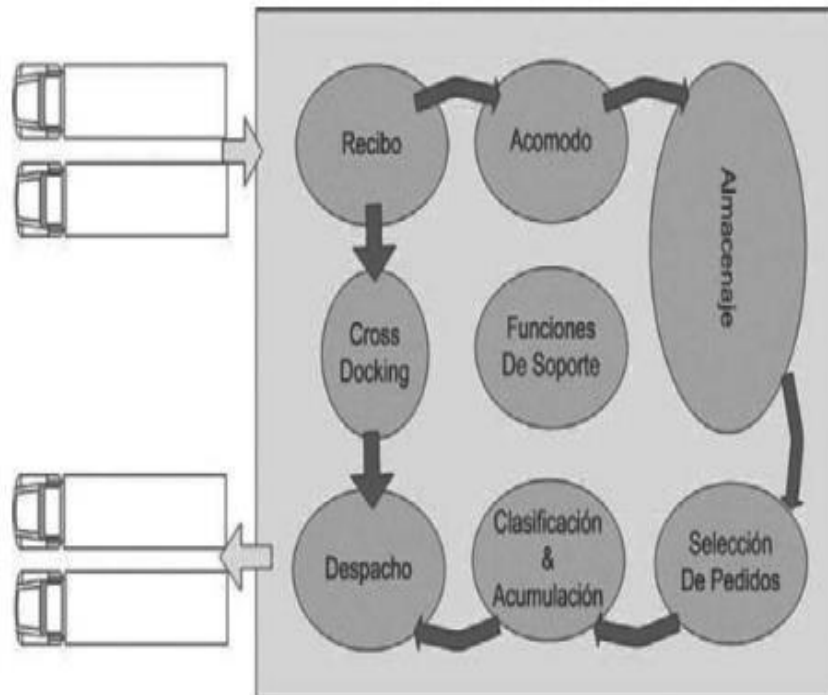 Recibo
Acomodo
Almacenaje
Cross
Docking
Funciones
De Soporte
Despacho
Clasificación
&
Acumulación
Selección
De Pedidos